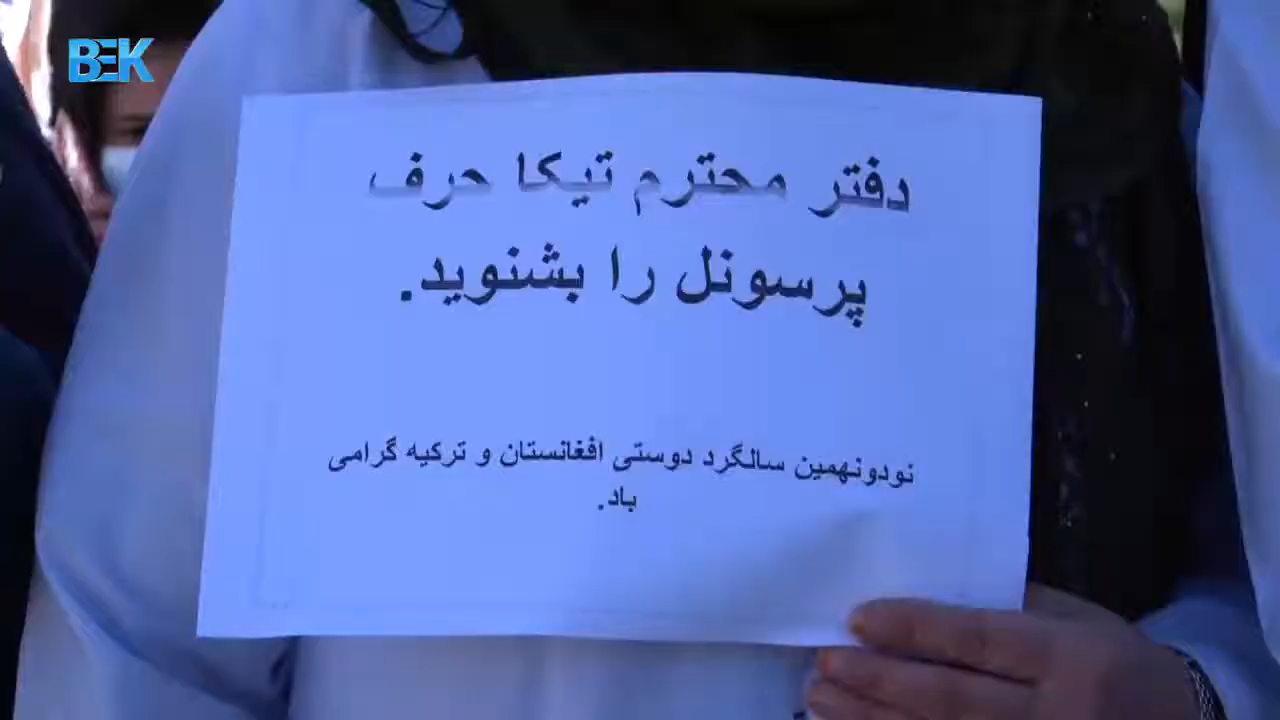 BEK
دفتر محترم تیکا حرف
پرسونل را بشنوید.
نودونهمین سالگرد دوستی افغانستان و ترکیه گرامی
باد.